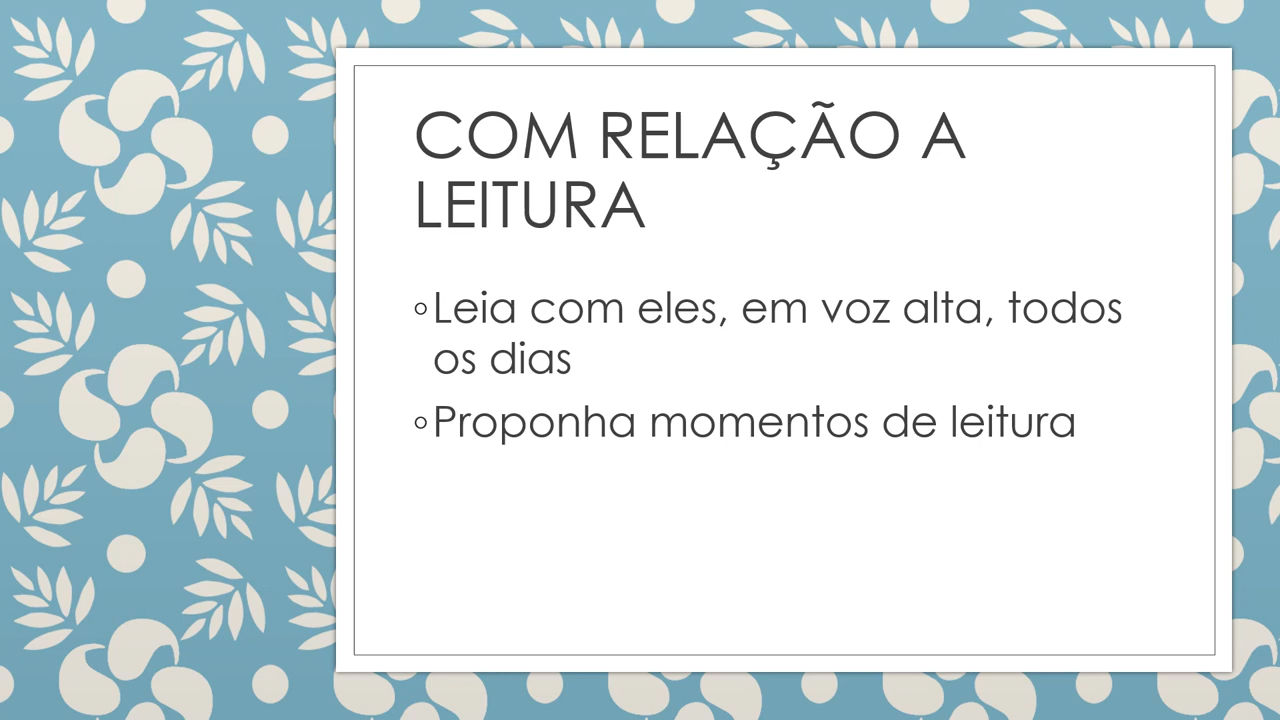 COM RELAÇÃO A
LEITURA
◦Leia com eles, em voz alta, todos
os dias
◦Proponha momentos de leitura